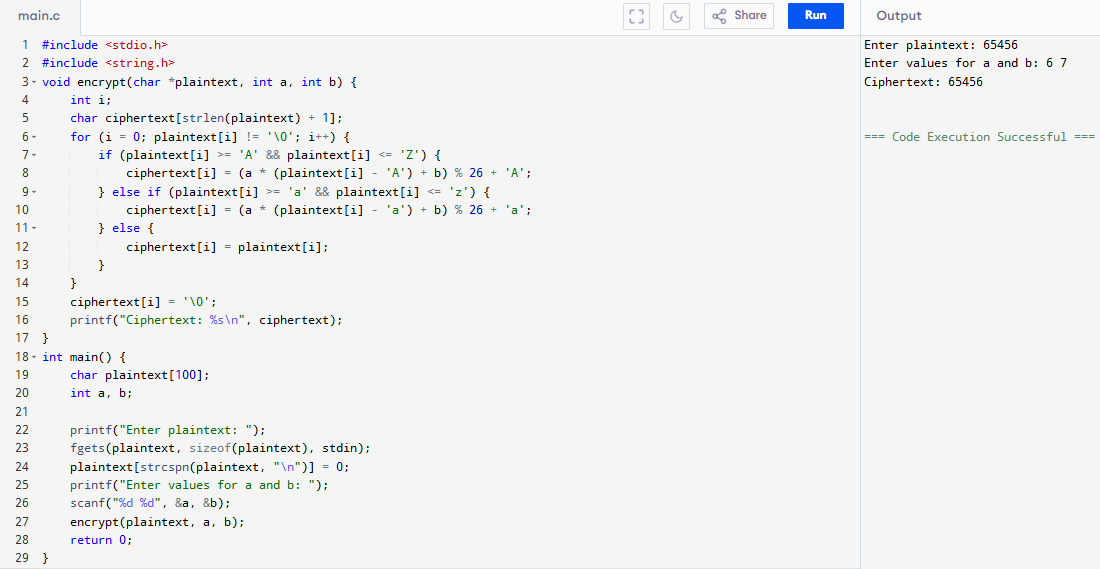 main.c
Share
Run
Output
1 #include <stdio.h>
2 #include <string.h>
3 void encrypt(char *plaintext, int a, int b) {
4     int i;
5     char ciphertext[strlen(plaintext) + 1];
6     for (i = 0; plaintext[i] != '\0'; i++) {
7         if (plaintext[i] >= 'A' && plaintext[i] <= 'Z') {
8             ciphertext[i] = (a * (plaintext[i] - 'A') + b) % 26 + 'A';
9         } else if (plaintext[i] >= 'a' && plaintext[i] <= 'z') {
10             ciphertext[i] = (a * (plaintext[i] - 'a') + b) % 26 + 'a';
11         } else {
12             ciphertext[i] = plaintext[i];
13         }
14     }
15     ciphertext[i] = '\0';
16     printf("Ciphertext: %s\n", ciphertext);
17 }
18 int main() {
19     char plaintext[100];
20     int a, b;
21
22     printf("Enter plaintext: ");
23     fgets(plaintext, sizeof(plaintext), stdin);
24     plaintext[strcspn(plaintext, "\n")] = 0;
25     printf("Enter values for a and b: ");
26     scanf("%d %d", &a, &b);
27     encrypt(plaintext, a, b);
28     return 0;
29 }
Enter plaintext: 65456
Enter values for a and b: 6 7
Ciphertext: 65456
=== Code Execution Successful ===